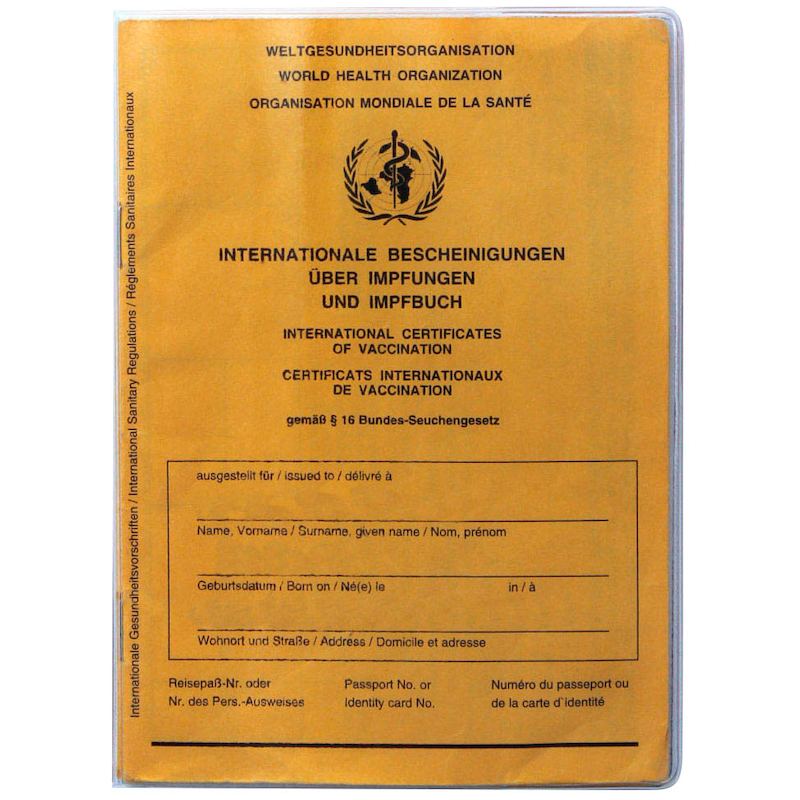 WELTGESUNDHEITSORGANISATION
WORLD HEALTH ORGANIZATION
ORGANISATION MONDIALE DE LA SANTÉ
INTERNATIONALE BESCHEINIGUNGEN
ÜBER IMPFUNGEN
UND IMPFBUCH
INTERNATIONAL CERTIFICATES
OF VACCINATION
CERTIFICATS INTERNATIONAUX
DE VACCINATION
gemäß § 16 Bundes-Seuchengesetz
ausgestellt für / issued to / délivré à
Name, Vorname / Surname, given name / Nom, prénom
Geburtsdatum / Born on / Né(e) le in / à
Wohnort und Straße / Address / Domicile et adresse
Reisepaß-Nr. oder Passport No. or Numéro du passeport ou
Nr. des Pers.-Ausweises Identity card No. de la carte d'identité
Internationale Gesundheitsvorschriften / International Sanitary Regulations / Réglements Sanitaires Internationaux